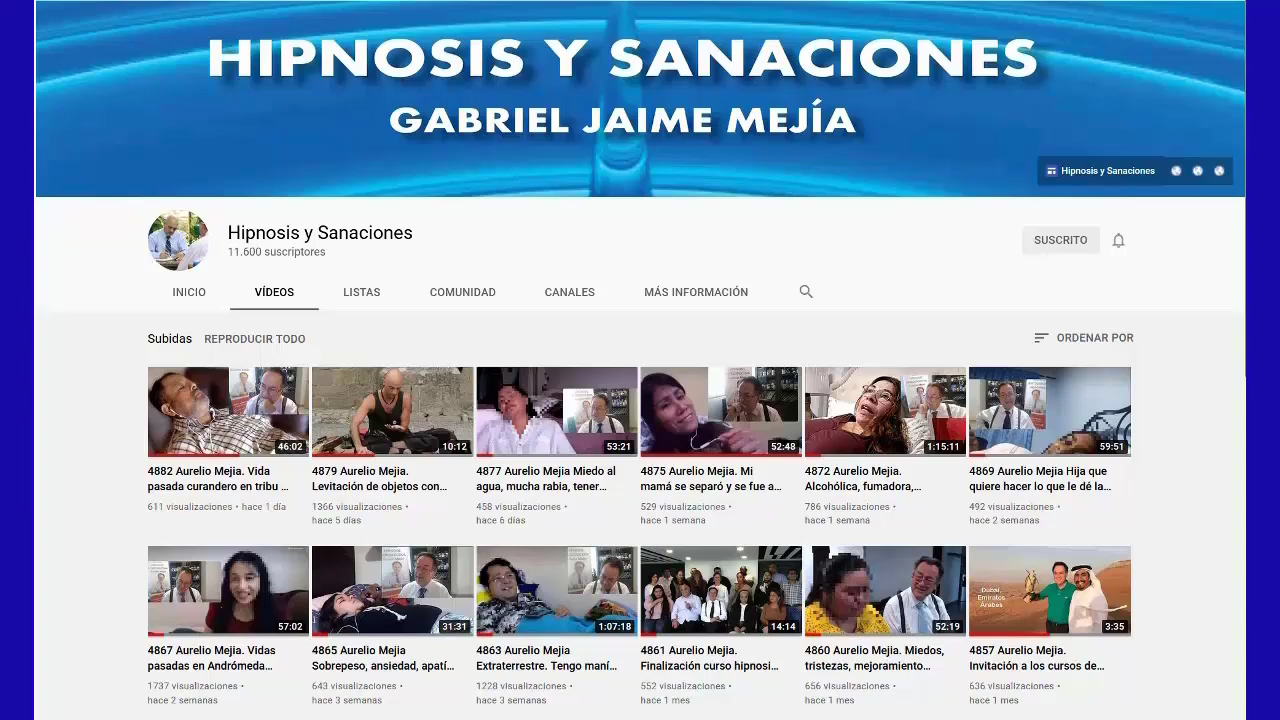 HIPNOSIS Y SANACIONES
GABRIEL JAIME MEJÍA
Hipnosis y Sanaciones
Hipnosis y Sanaciones
11.600 suscriptores
SUSCRITO
INICIO VÍDEOS LISTAS COMUNIDAD CANALES MÁS INFORMACIÓN
Subidas REPRODUCIR TODO ORDENAR POR
46:02
4882 Aurelio Mejia. Vida
pasada curandero en tribu ...
611 visualizaciones • hace 1 día
10:12
4879 Aurelio Mejia.
Levitación de objetos con...
1366 visualizaciones •
hace 5 días
53:21
4877 Aurelio Mejia Miedo al
agua, mucha rabia, tener...
458 visualizaciones •
hace 6 días
52:48
4875 Aurelio Mejia. Mi
mamá se separó y se fue a...
529 visualizaciones •
hace 1 semana
1:15:11
4872 Aurelio Mejia.
Alcohólica, fumadora,...
786 visualizaciones •
hace 1 semana
59:51
4869 Aurelio Mejia Hija que
quiere hacer lo que le dé la...
492 visualizaciones •
hace 2 semanas
57:02
4867 Aurelio Mejia. Vidas
pasadas en Andrómeda...
1737 visualizaciones •
hace 2 semanas
31:31
4865 Aurelio Mejia
Sobrepeso, ansiedad, apatí...
643 visualizaciones •
hace 3 semanas
1:07:18
4863 Aurelio Mejia
Extraterrestre. Tengo maní...
1228 visualizaciones •
hace 3 semanas
14:14
4861 Aurelio Mejia.
Finalización curso hipnosi...
552 visualizaciones •
hace 1 mes
52:19
4860 Aurelio Mejia. Miedos,
tristezas, mejoramiento...
656 visualizaciones •
hace 1 mes
Dubai,
Emiratos
Arabes
3:35
4857 Aurelio Mejia.
Invitación a los cursos de...
636 visualizaciones •
hace 1 mes